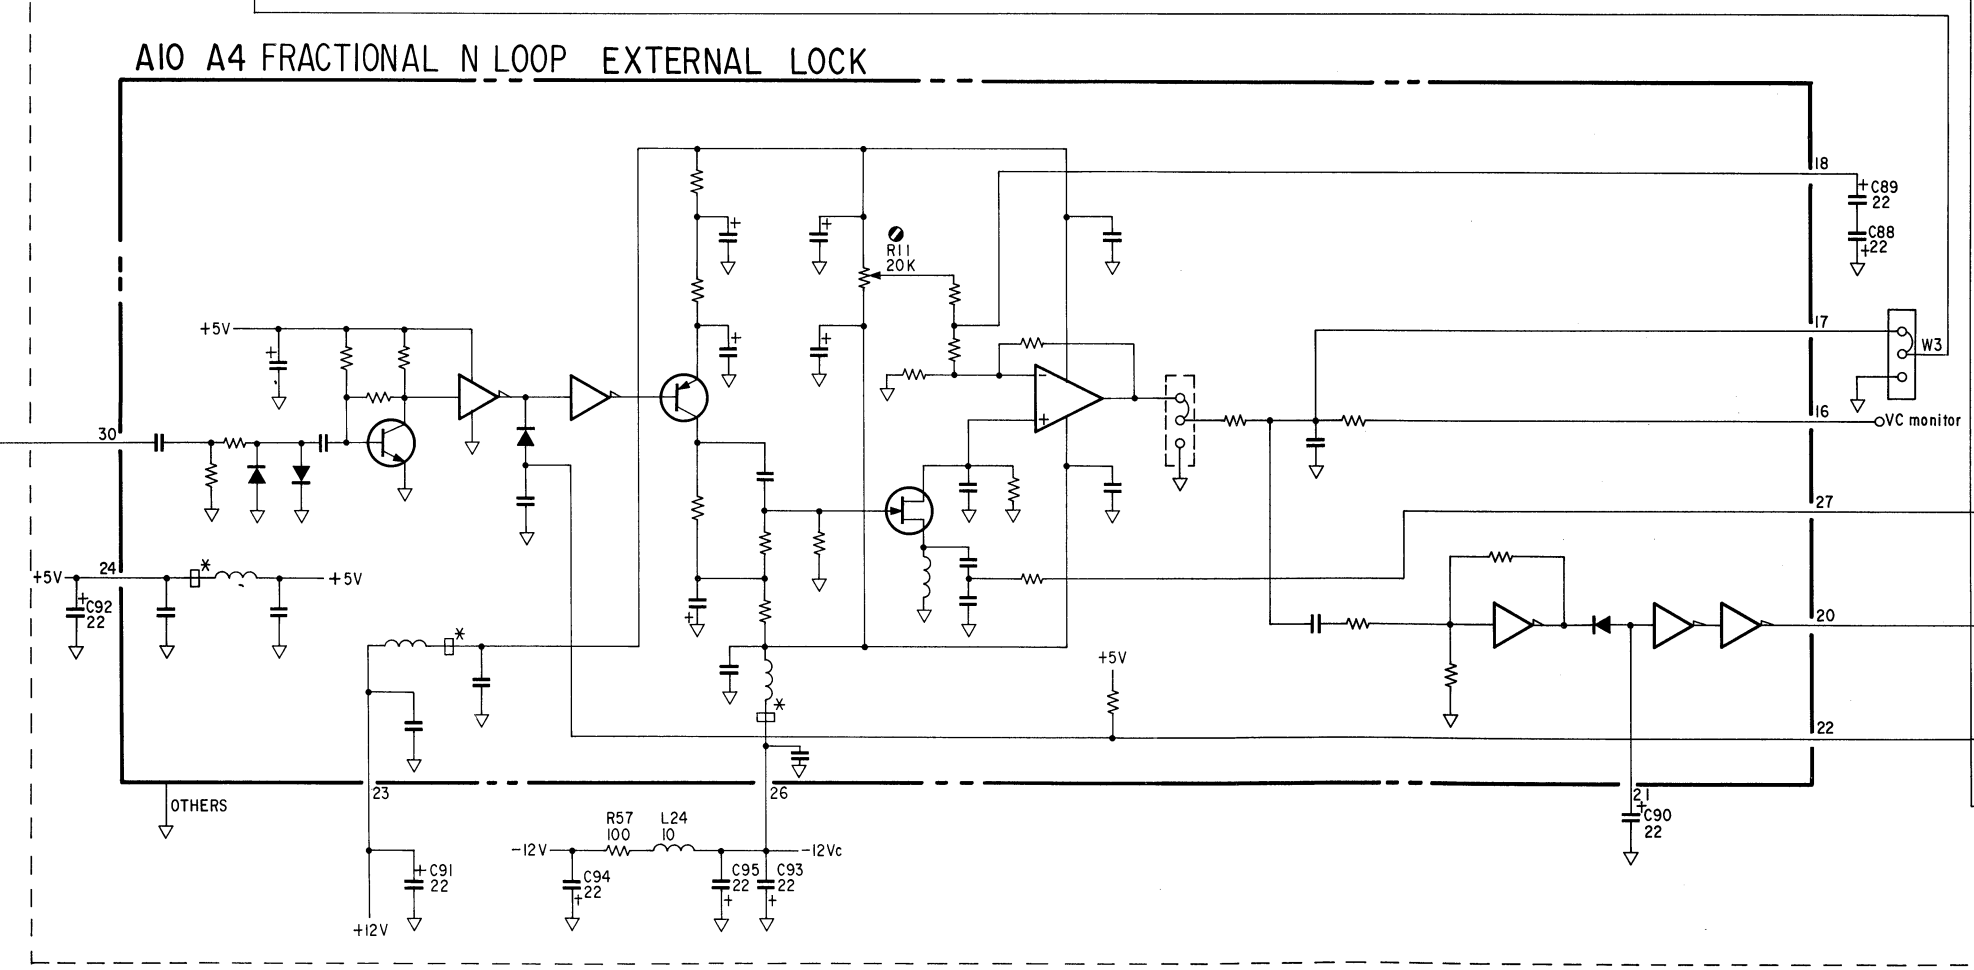 A10 A4 FRACTIONAL N LOOP EXTERNAL LOCK
18
+ C89
22
C88
+22
R11
20K
+5V
+
+
+
+
+
17
W3
−
+
16
VC monitor
30
27
+5V
24
*
+5V
+ C92
22
+
20
*
+5V
*
22
OTHERS
23
26
21
+ C90
22
R57
100
L24
10
−12V
−12Vc
+ C91
22
C94
+22
C95
22
+
C93
22
+
+12V